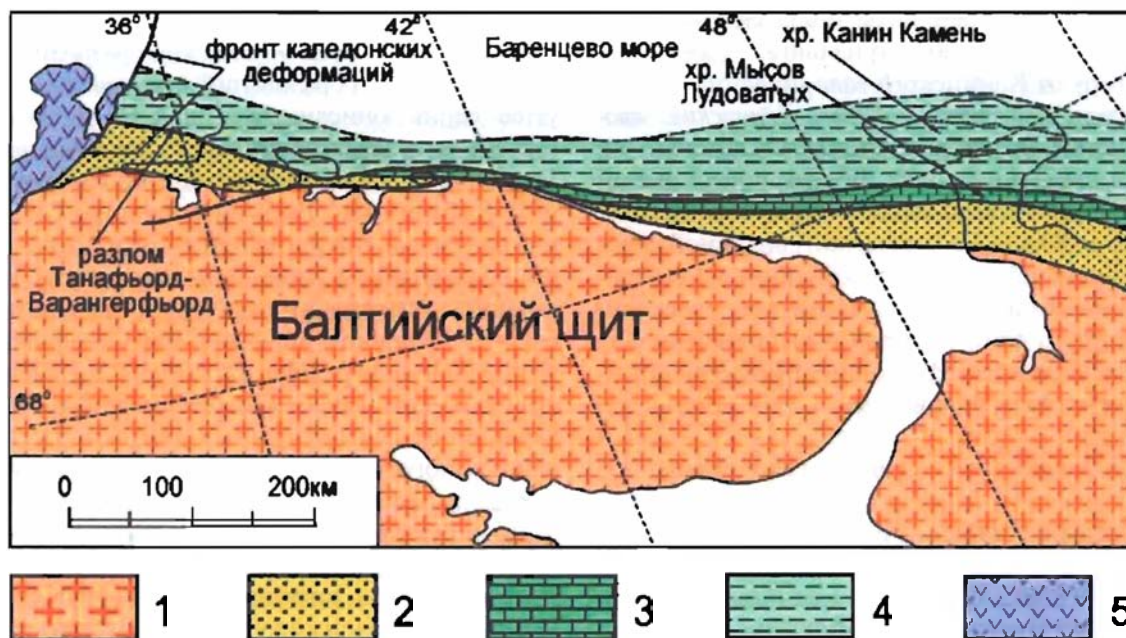 36°
42°
48°
фронт каледонских
деформаций
Баренцево море
хр. Канин Камень
хр. Мысов
Лудоватых
разлом
Танафьорд-
Варангерфьорд
Балтийский щит
68°
0 100 200км
1 2 3 4 5